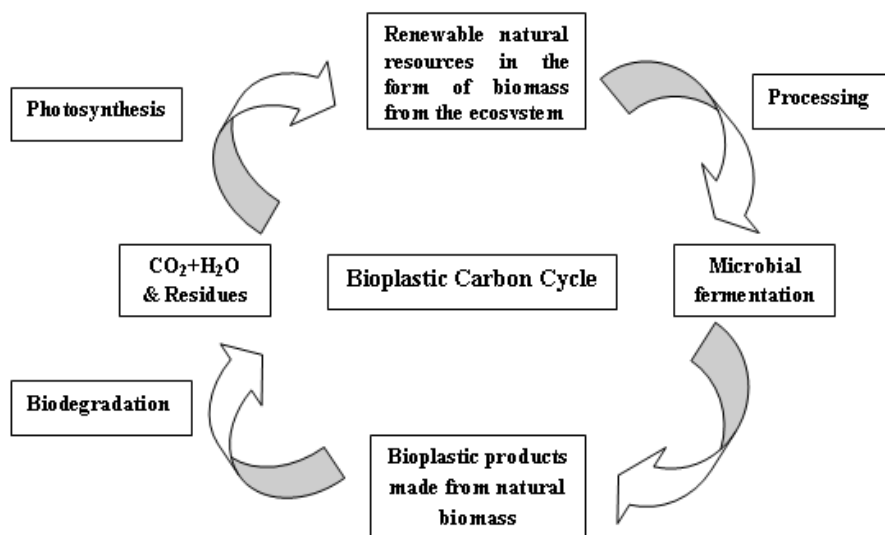 Renewable natural
resources in the
form of biomass
from the ecosystem
Photosynthesis
Processing
CO₂+H₂O
& Residues
Bioplastic Carbon Cycle
Microbial
fermentation
Biodegradation
Bioplastic products
made from natural
biomass